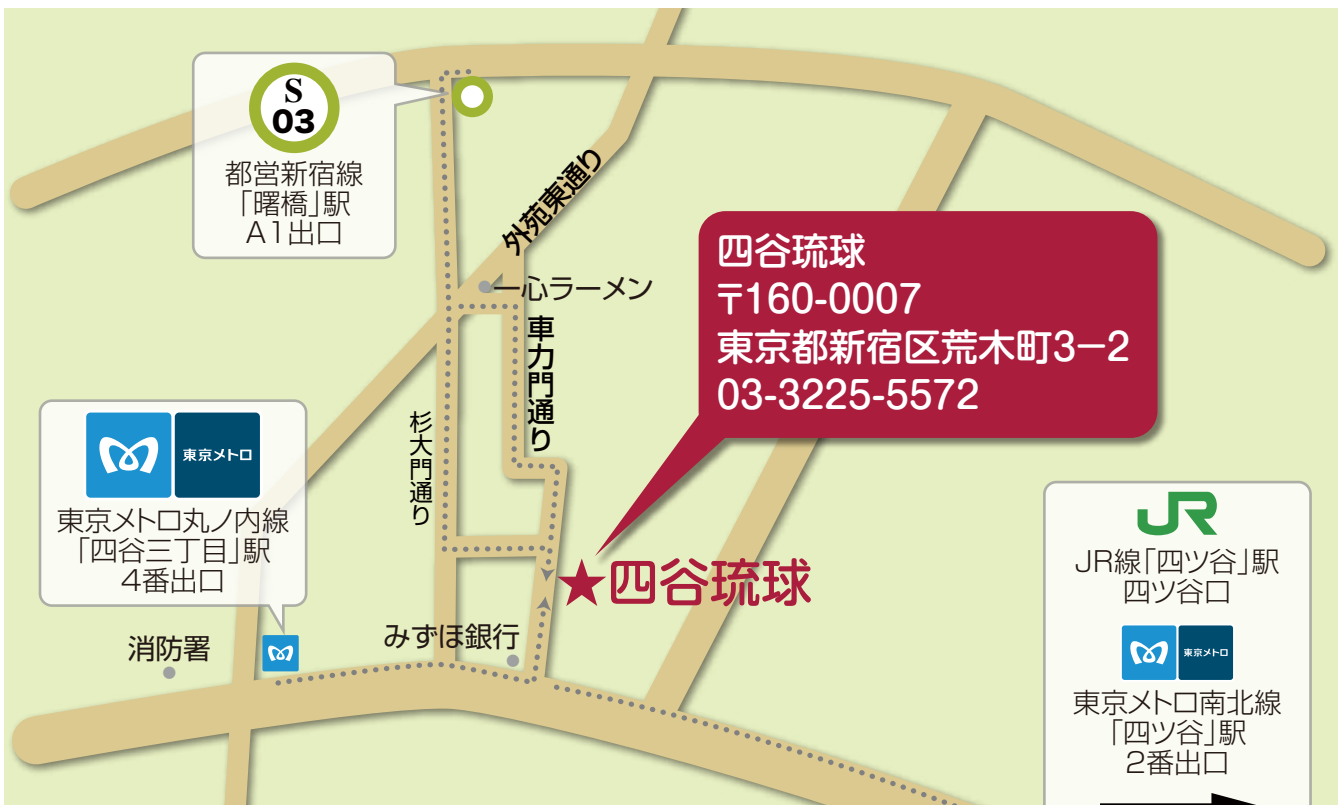 S
03
都営新宿線
「曙橋」駅
A1出口
外苑東通り
一心ラーメン
車力門通り
杉大門通り
四谷琉球
〒160-0007
東京都新宿区荒木町3ー2
03-3225-5572
東京メトロ
東京メトロ丸ノ内線
「四谷三丁目」駅
4番出口
★四谷琉球
消防署
みずほ銀行
JR
JR線「四ツ谷」駅
四ツ谷口
東京メトロ
東京メトロ南北線
「四ツ谷」駅
2番出口